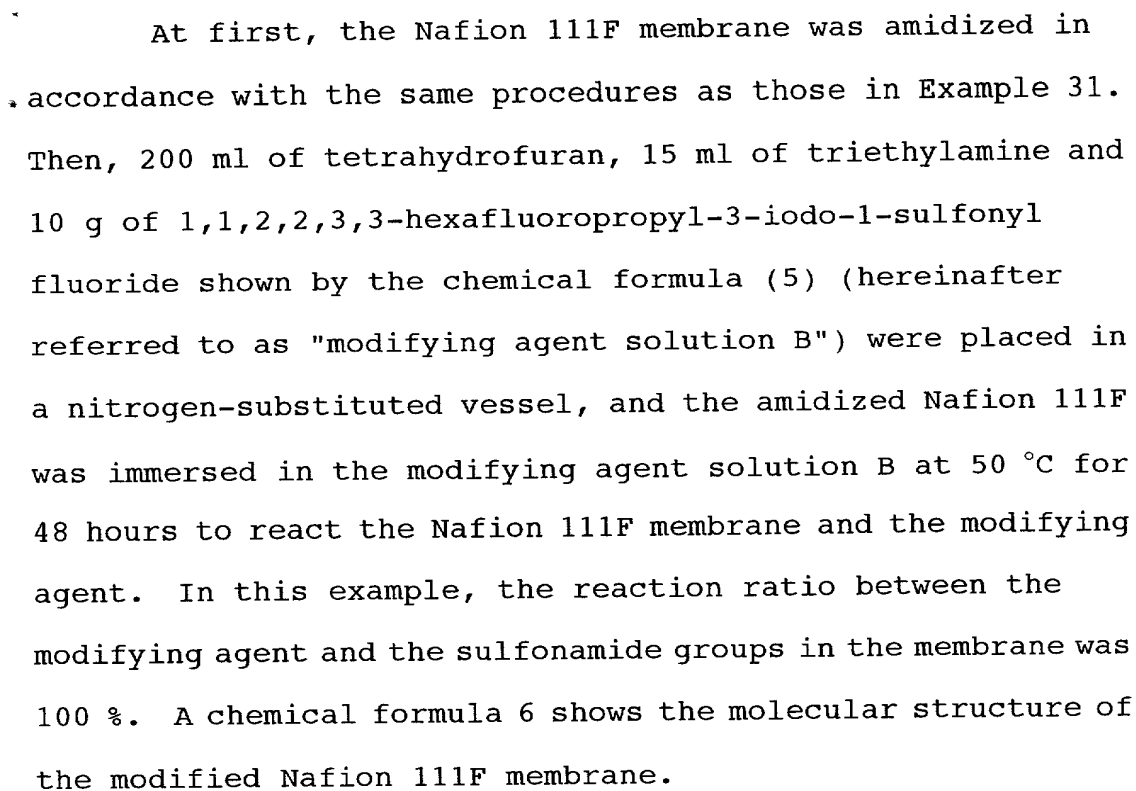 At first, the Nafion 111F membrane was amidized in
accordance with the same procedures as those in Example 31.
Then, 200 ml of tetrahydrofuran, 15 ml of triethylamine and
10 g of 1,1,2,2,3,3-hexafluoropropyl-3-iodo-1-sulfonyl
fluoride shown by the chemical formula (5) (hereinafter
referred to as "modifying agent solution B") were placed in
a nitrogen-substituted vessel, and the amidized Nafion 111F
was immersed in the modifying agent solution B at 50 °C for
48 hours to react the Nafion 111F membrane and the modifying
agent. In this example, the reaction ratio between the
modifying agent and the sulfonamide groups in the membrane was
100 %. A chemical formula 6 shows the molecular structure of
the modified Nafion 111F membrane.